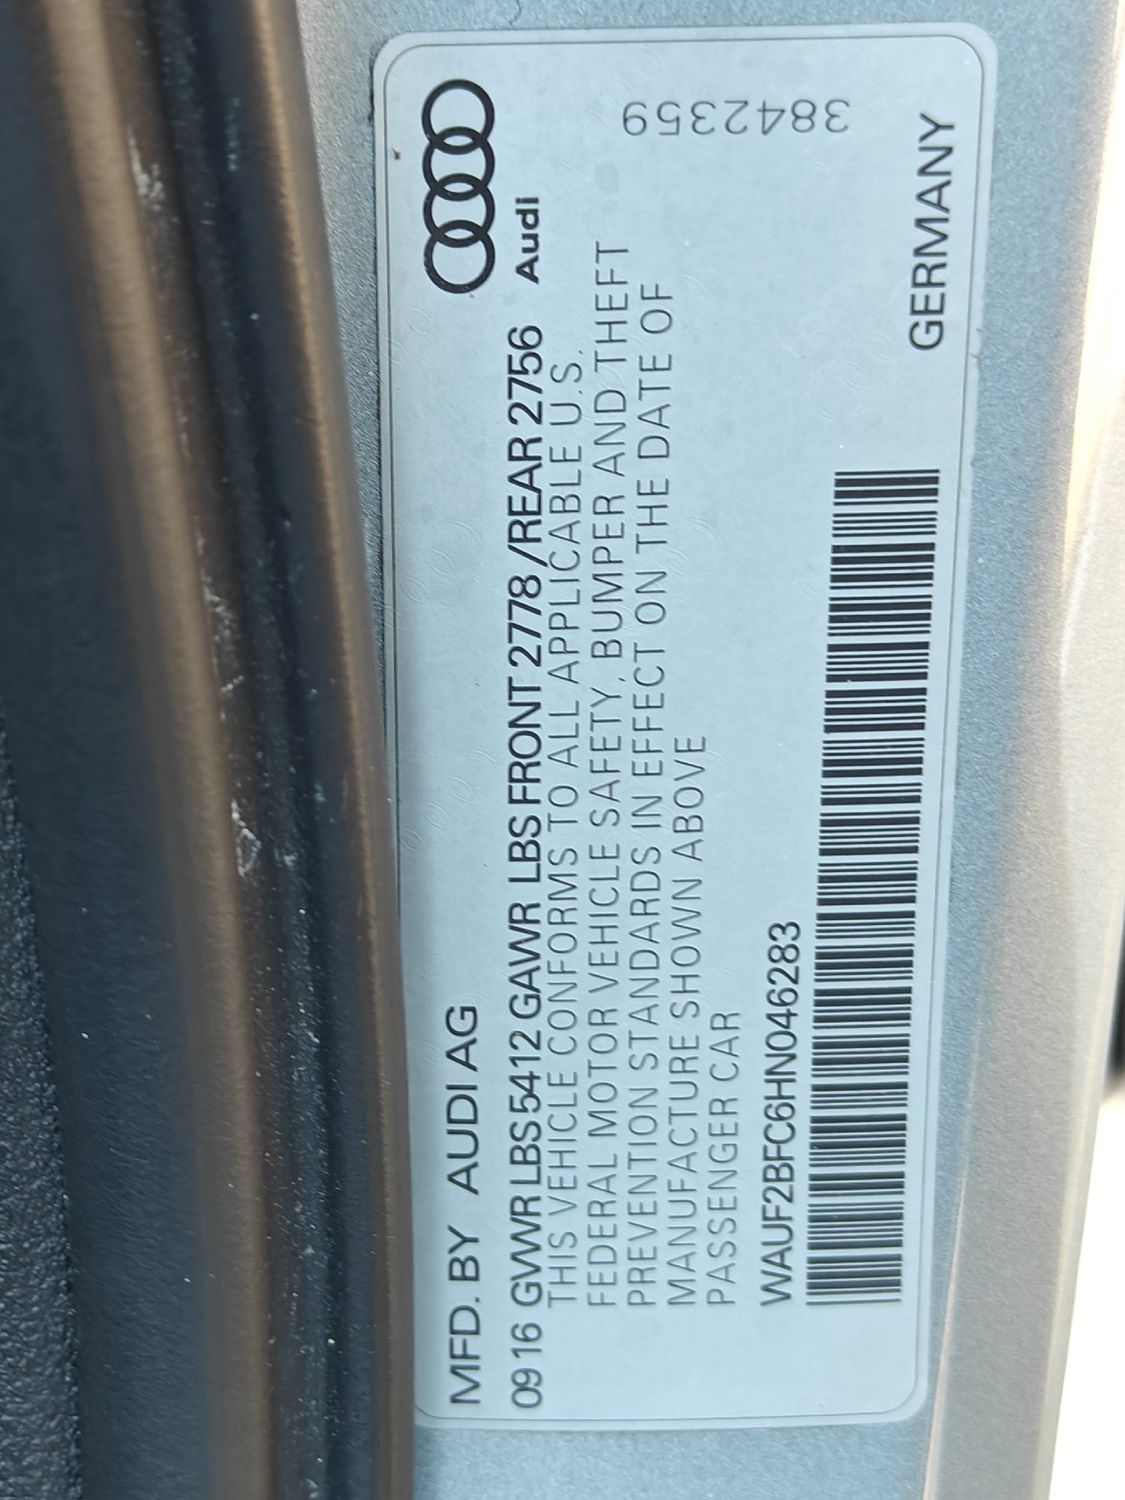 MFD. BY AUDI AG
Audi
09 16 GVWR LBS 5412 GAWR LBS FRONT 2778 /REAR 2756
THIS VEHICLE CONFORMS TO ALL APPLICABLE U.S.
FEDERAL MOTOR VEHICLE SAFETY, BUMPER AND THEFT
PREVENTION STANDARDS IN EFFECT ON THE DATE OF
MANUFACTURE SHOWN ABOVE
PASSENGER CAR
WAUF2BFC6HN046283
3842359
GERMANY